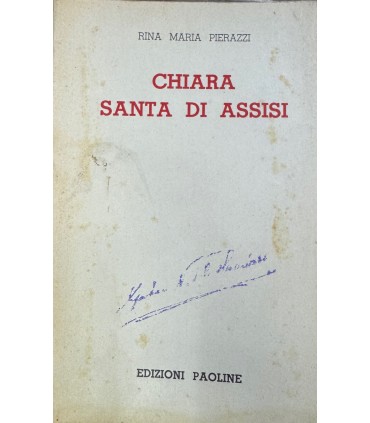 RINA MARIA PIERAZZI
CHIARA
SANTA DI ASSISI
EDIZIONI PAOLINE